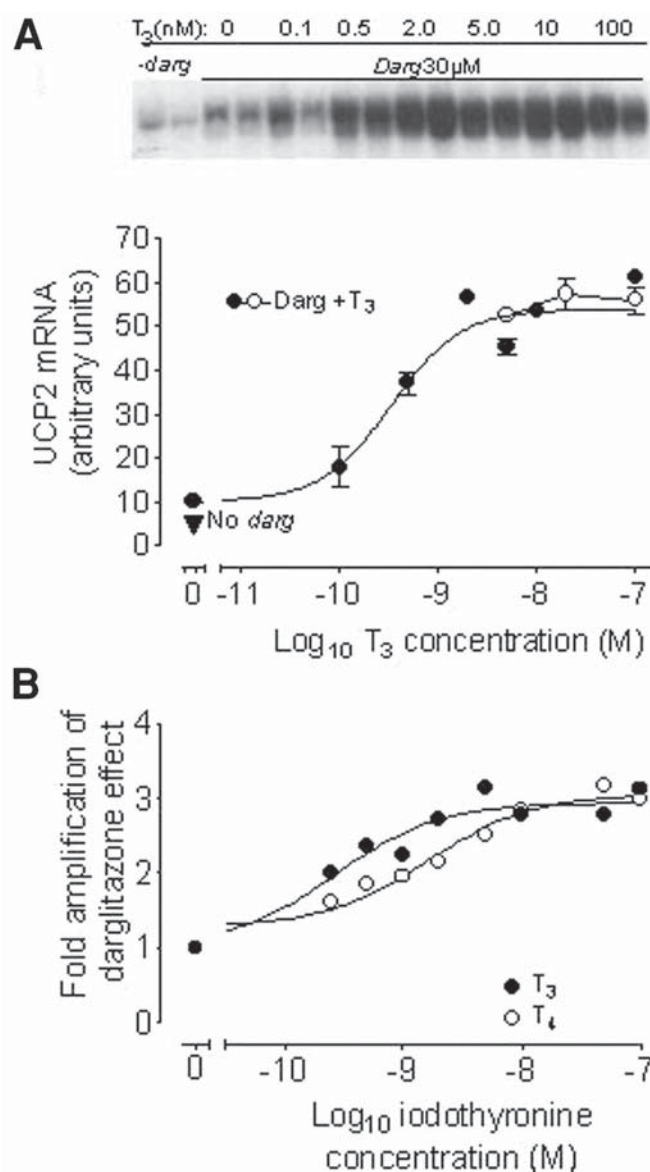 A
T3(nM): 0 0.1 0.5 2.0 5.0 10 100
-darg Darg30µM
70
60
50
40
30
20
10
0
UCP2 mRNA
(arbitrary units)
Darg +T3
No darg
0 -11 -10 -9 -8 -7
Log10 T3 concentration (M)
B
4
3
2
1
0
Fold amplification of
darglitazone effect
T3
T4
0 -10 -9 -8 -7
Log10 iodothyronine
concentration (M)